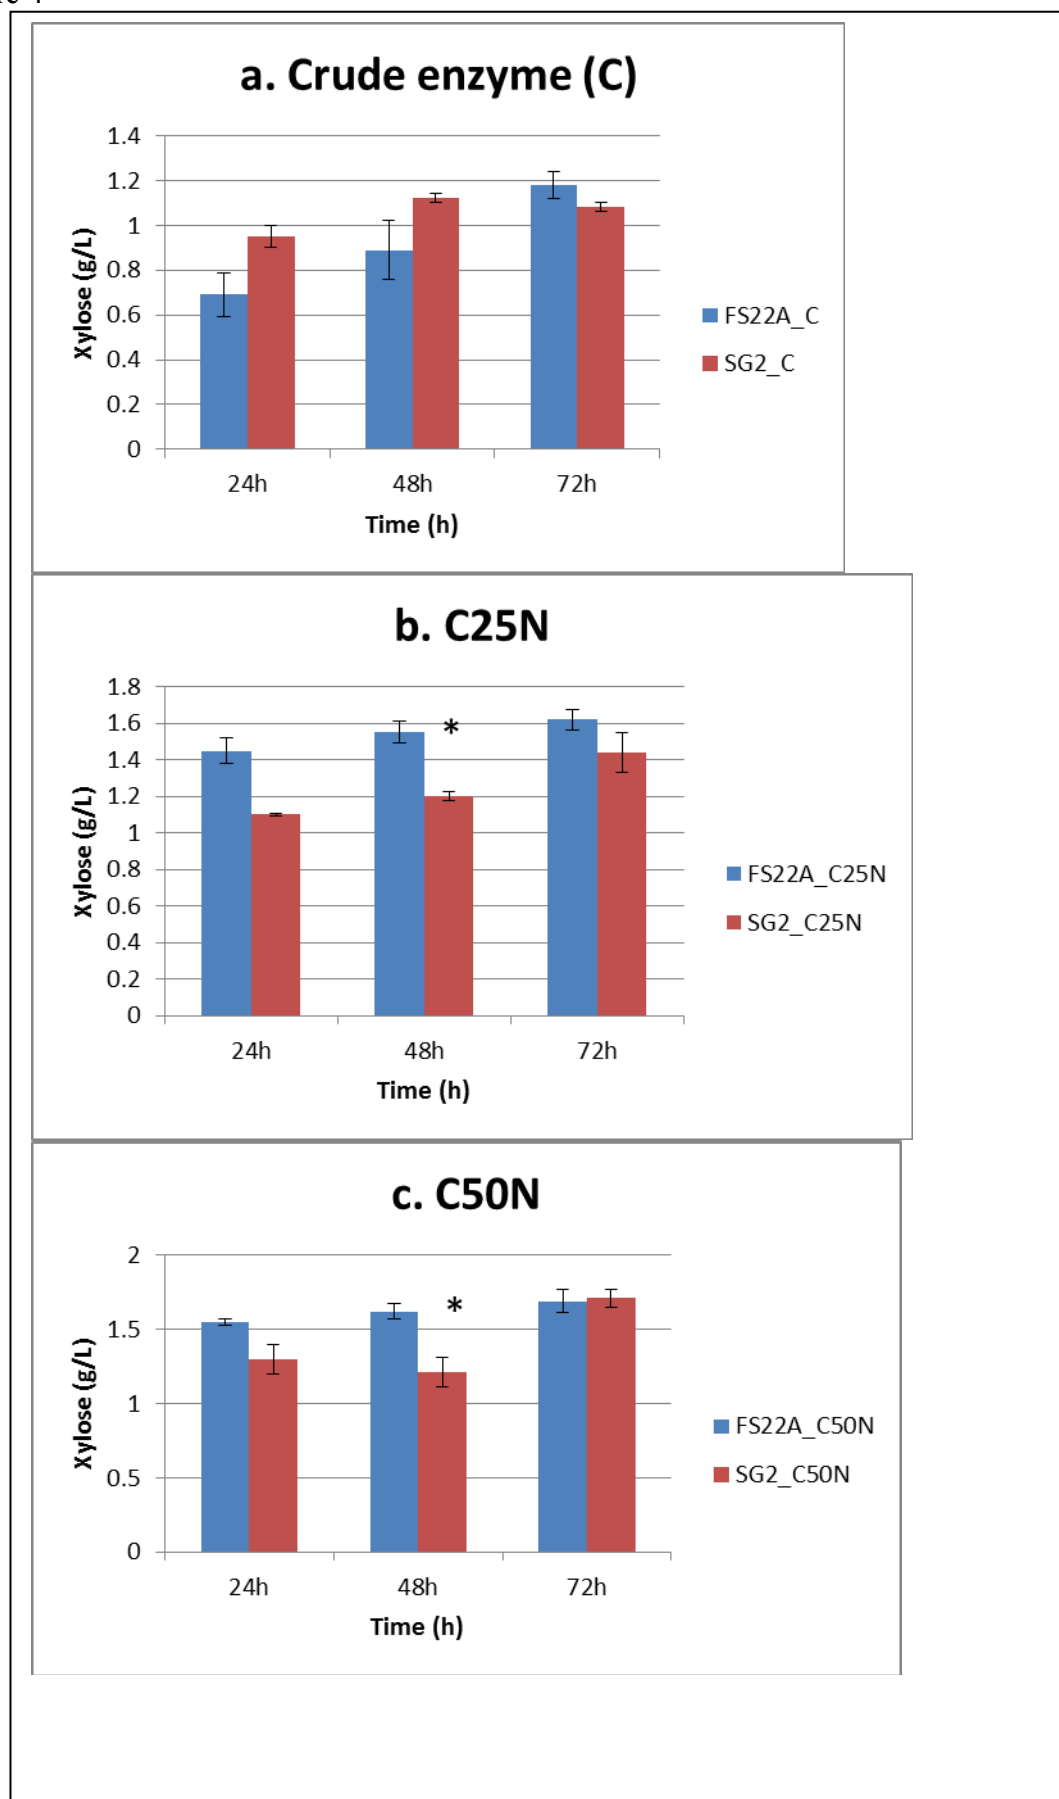 a. Crude enzyme (C)
1.4
1.2
1
0.8
0.6
0.4
0.2
0
Xylose (g/L)
24h 48h 72h
Time (h)
FS22A_C
SG2_C
b. C25N
1.8
1.6
1.4
1.2
1
0.8
0.6
0.4
0.2
0
Xylose (g/L)
*
24h 48h 72h
Time (h)
FS22A_C25N
SG2_C25N
c. C50N
2
1.5
1
0.5
0
Xylose (g/L)
*
24h 48h 72h
Time (h)
FS22A_C50N
SG2_C50N